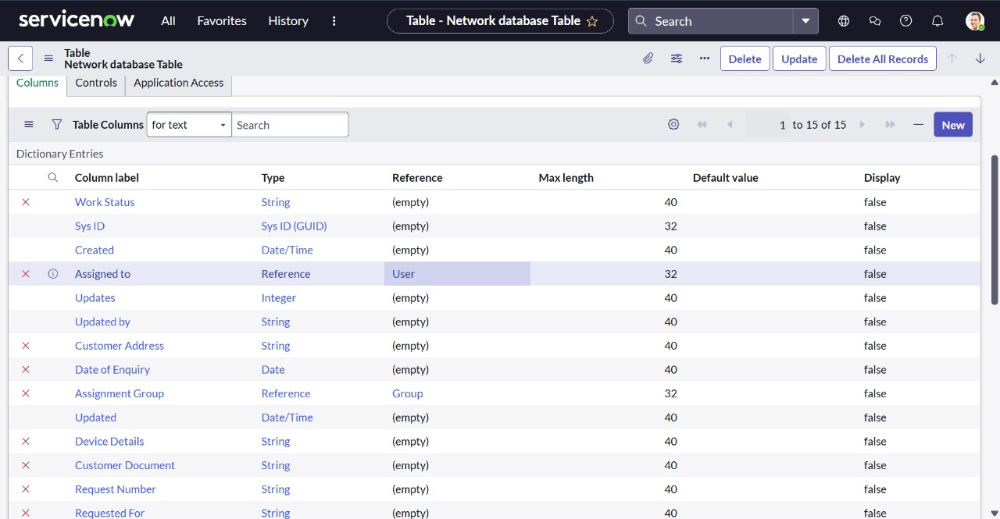 servicenow All Favorites History Table - Network database Table Search
Table
Network database Table
Delete Update Delete All Records
Columns Controls Application Access
Table Columns for text Search 1 to 15 of 15 New
Dictionary Entries
Column label Type Reference Max length Default value Display
Work Status String (empty) 40 false
Sys ID Sys ID (GUID) (empty) 32 false
Created Date/Time (empty) 40 false
Assigned to Reference User 32 false
Updates Integer (empty) 40 false
Updated by String (empty) 40 false
Customer Address String (empty) 40 false
Date of Enquiry Date (empty) 40 false
Assignment Group Reference Group 32 false
Updated Date/Time (empty) 40 false
Device Details String (empty) 40 false
Customer Document String (empty) 40 false
Request Number String (empty) 40 false
Requested For String (empty) 40 false